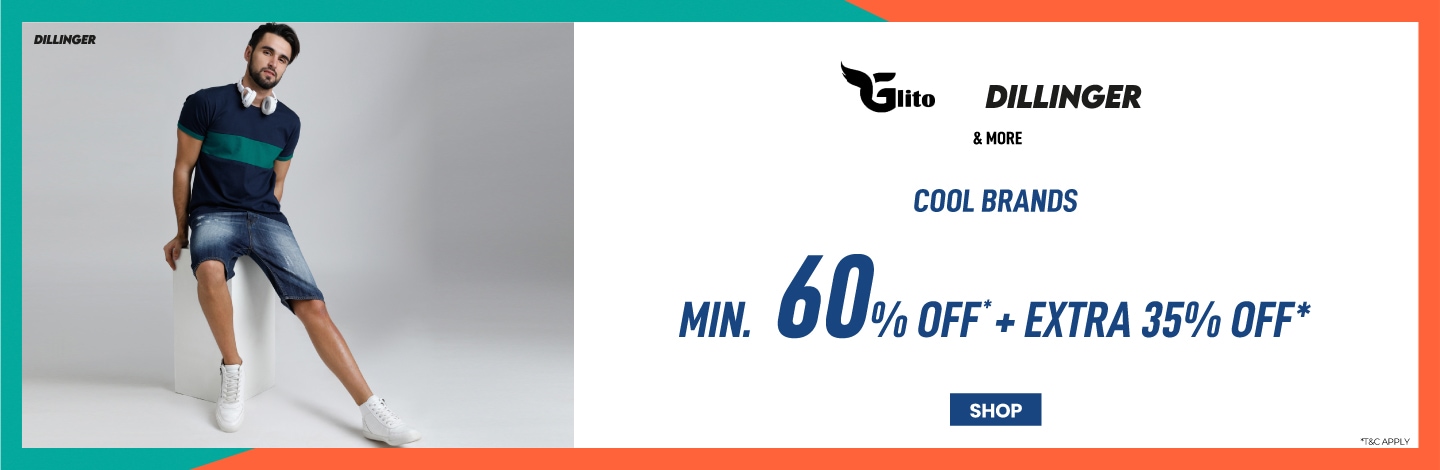 DILLINGER
Glito DILLINGER
& MORE
COOL BRANDS
MIN. 60% OFF* + EXTRA 35% OFF*
SHOP
*T&C APPLY